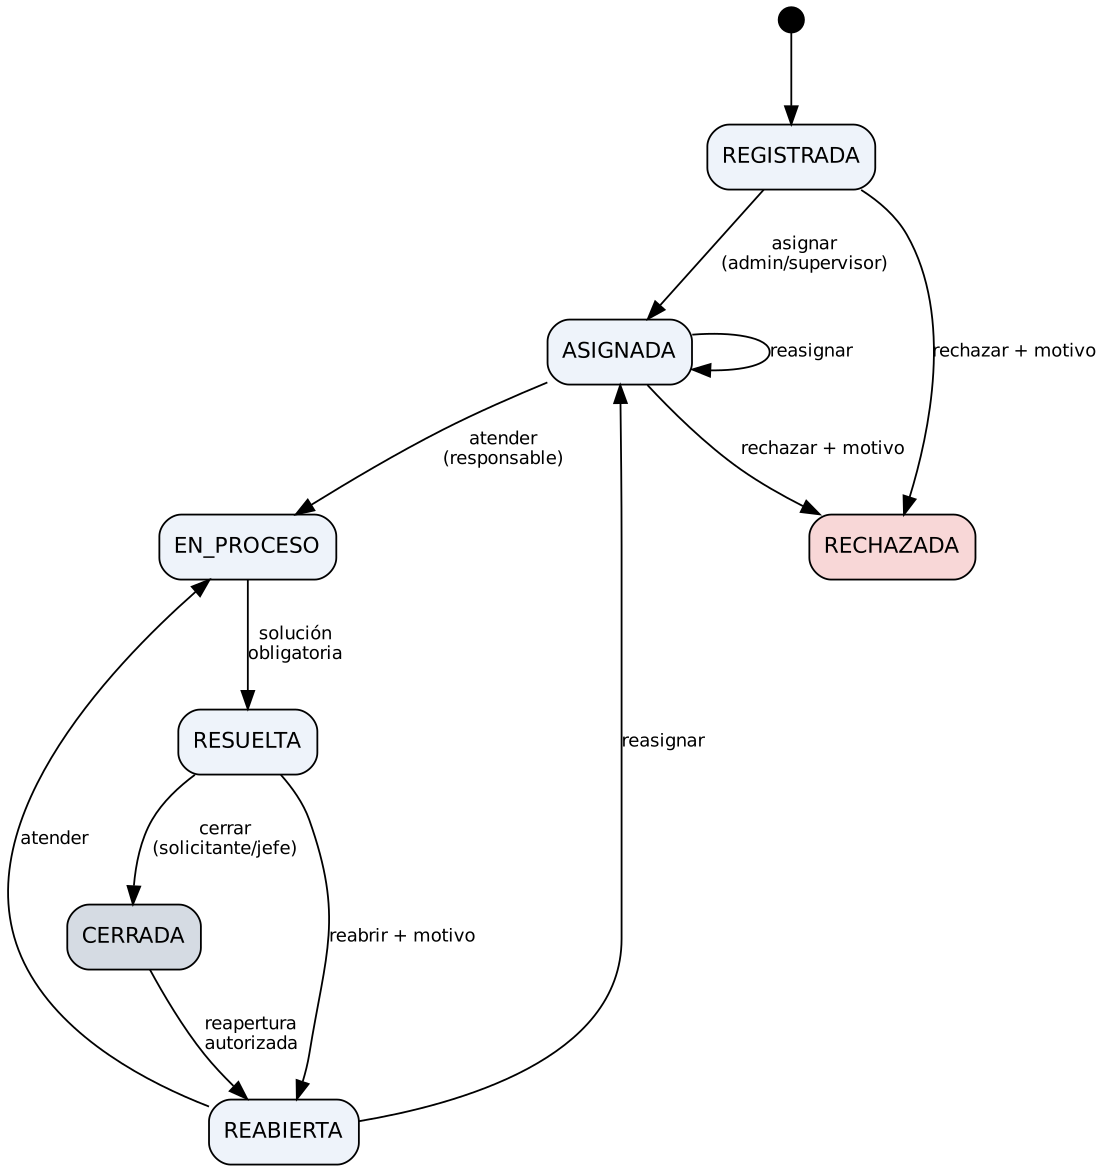 REGISTRADA
asignar
(admin/supervisor)
ASIGNADA
reasignar
rechazar + motivo
atender
(responsable)
rechazar + motivo
EN_PROCESO
RECHAZADA
solución
obligatoria
RESUELTA
reasignar
atender
cerrar
(solicitante/jefe)
CERRADA
reabrir + motivo
reapertura
autorizada
REABIERTA